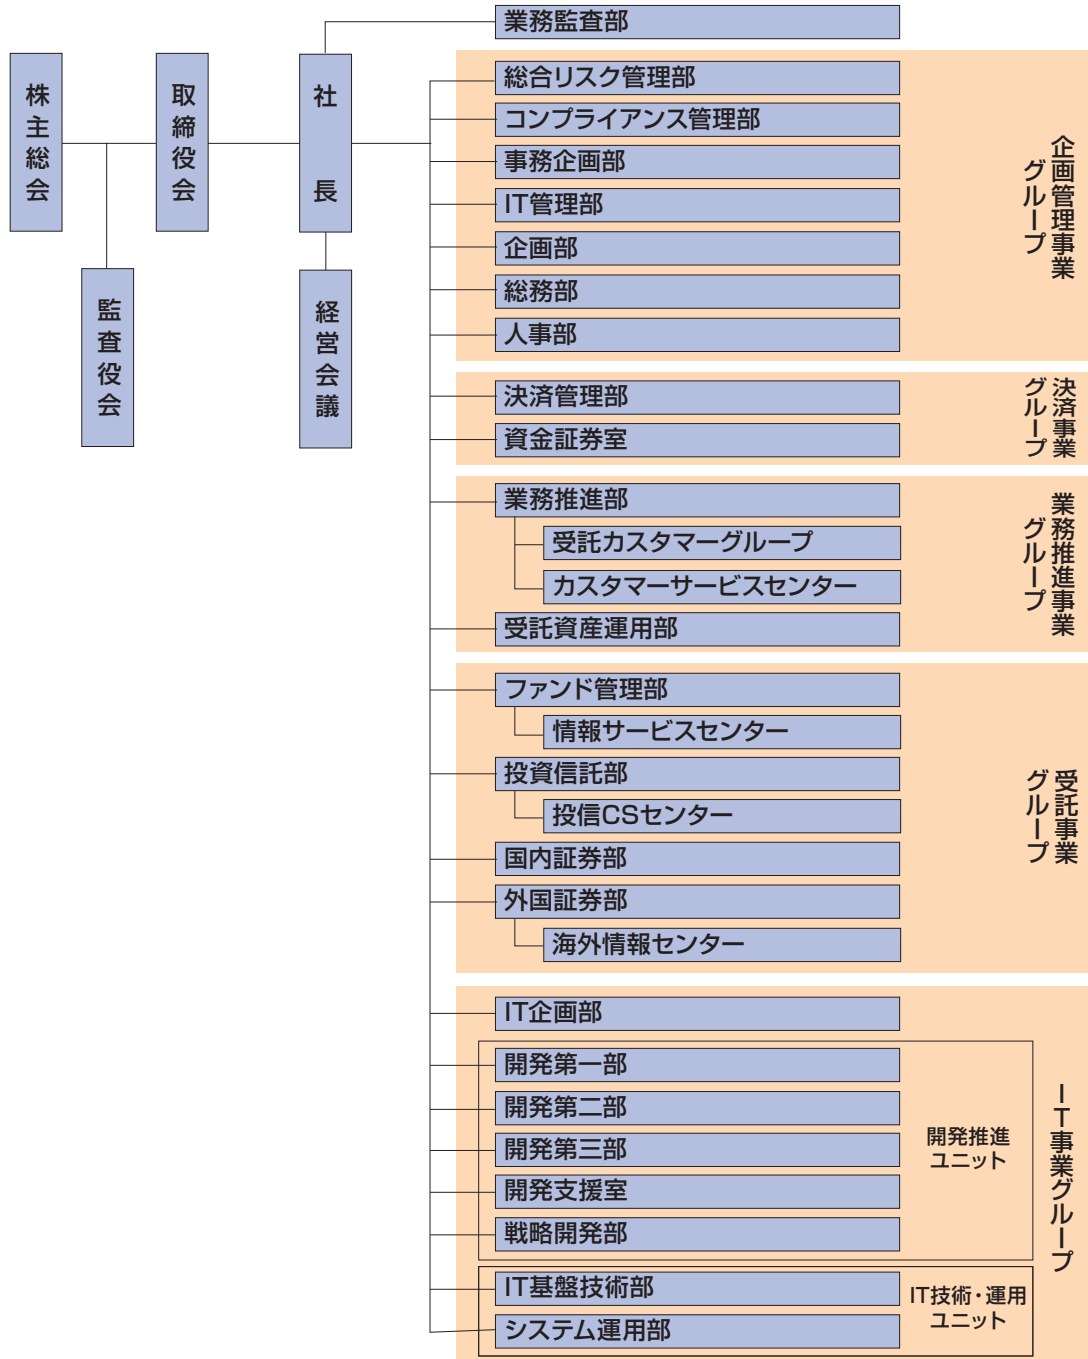 株主総会
取締役会
社長
監査役会
経営会議
業務監査部
総合リスク管理部
コンプライアンス管理部
事務企画部
IT管理部
企画部
総務部
人事部
企画管理事業
グループ
決済管理部
資金証券室
決済事業
グループ
業務推進部
受託カスタマーグループ
カスタマーサービスセンター
受託資産運用部
業務推進事業
グループ
ファンド管理部
情報サービスセンター
投資信託部
投信CSセンター
国内証券部
外国証券部
海外情報センター
受託事業
グループ
IT企画部
開発第一部
開発第二部
開発第三部
開発支援室
戦略開発部
開発推進
ユニット
IT基盤技術部
システム運用部
IT技術・運用
ユニット
IT事業グループ